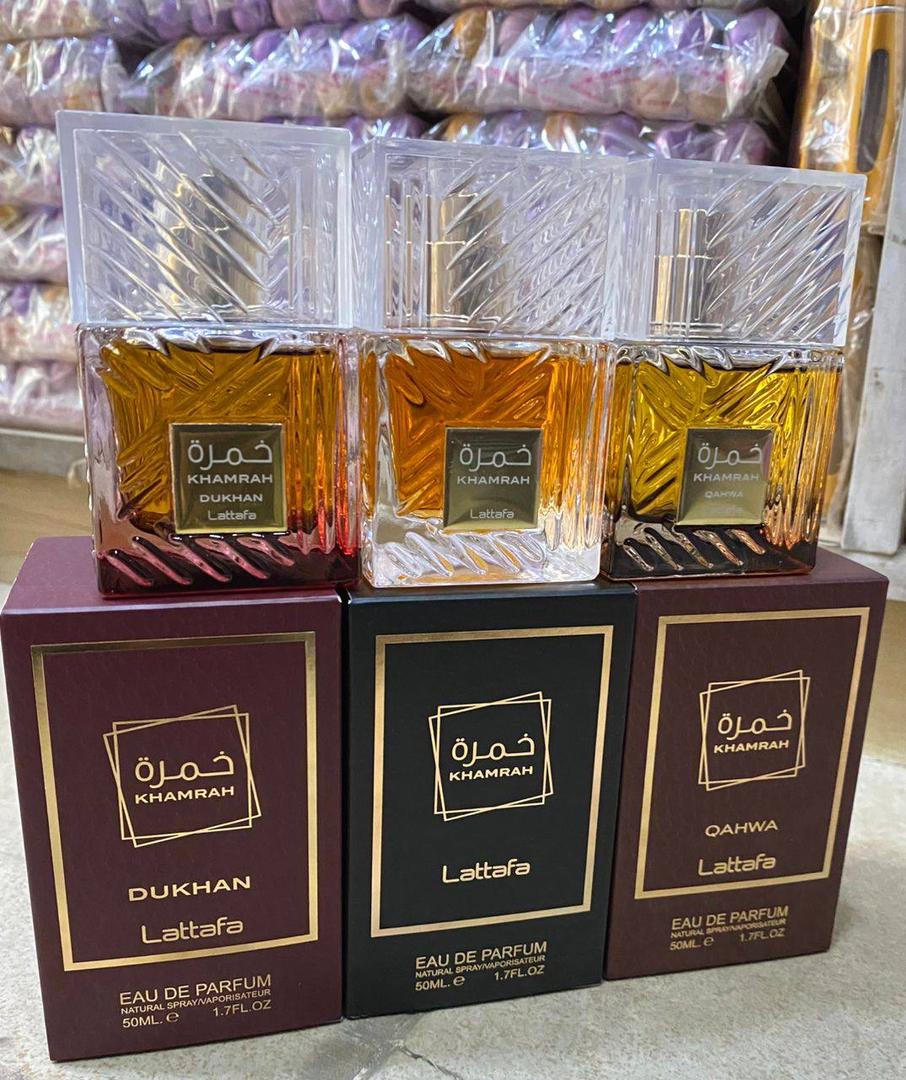 خمرة
KHAMRAH
DUKHAN
Lattafa
خمرة
KHAMRAH
Lattafa
خمرة
KHAMRAH
QAHWA
Lattafa
خمرة
KHAMRAH
DUKHAN
Lattafa
EAU DE PARFUM
NATURAL SPRAY/VAPORISATEUR
50ML. e 1.7FL.OZ
خمرة
KHAMRAH
Lattafa
EAU DE PARFUM
NATURAL SPRAY/VAPORISATEUR
50ML. e 1.7FL.OZ
خمرة
KHAMRAH
QAHWA
Lattafa
EAU DE PARFUM
NATURAL SPRAY/VAPORISATEUR
50ML. e 1.7FL.OZ